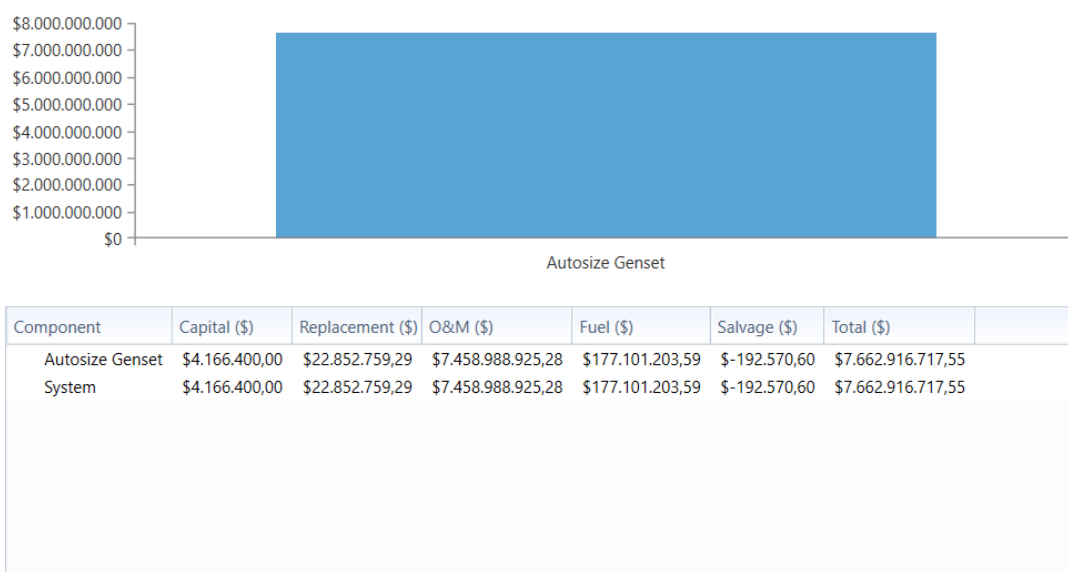 $8.000.000.000
$7.000.000.000
$6.000.000.000
$5.000.000.000
$4.000.000.000
$3.000.000.000
$2.000.000.000
$1.000.000.000
$0
Autosize Genset
Component Capital ($) Replacement ($) O&M ($) Fuel ($) Salvage ($) Total ($)
Autosize Genset $4.166.400,00 $22.852.759,29 $7.458.988.925,28 $177.101.203,59 $-192.570,60 $7.662.916.717,55
System $4.166.400,00 $22.852.759,29 $7.458.988.925,28 $177.101.203,59 $-192.570,60 $7.662.916.717,55